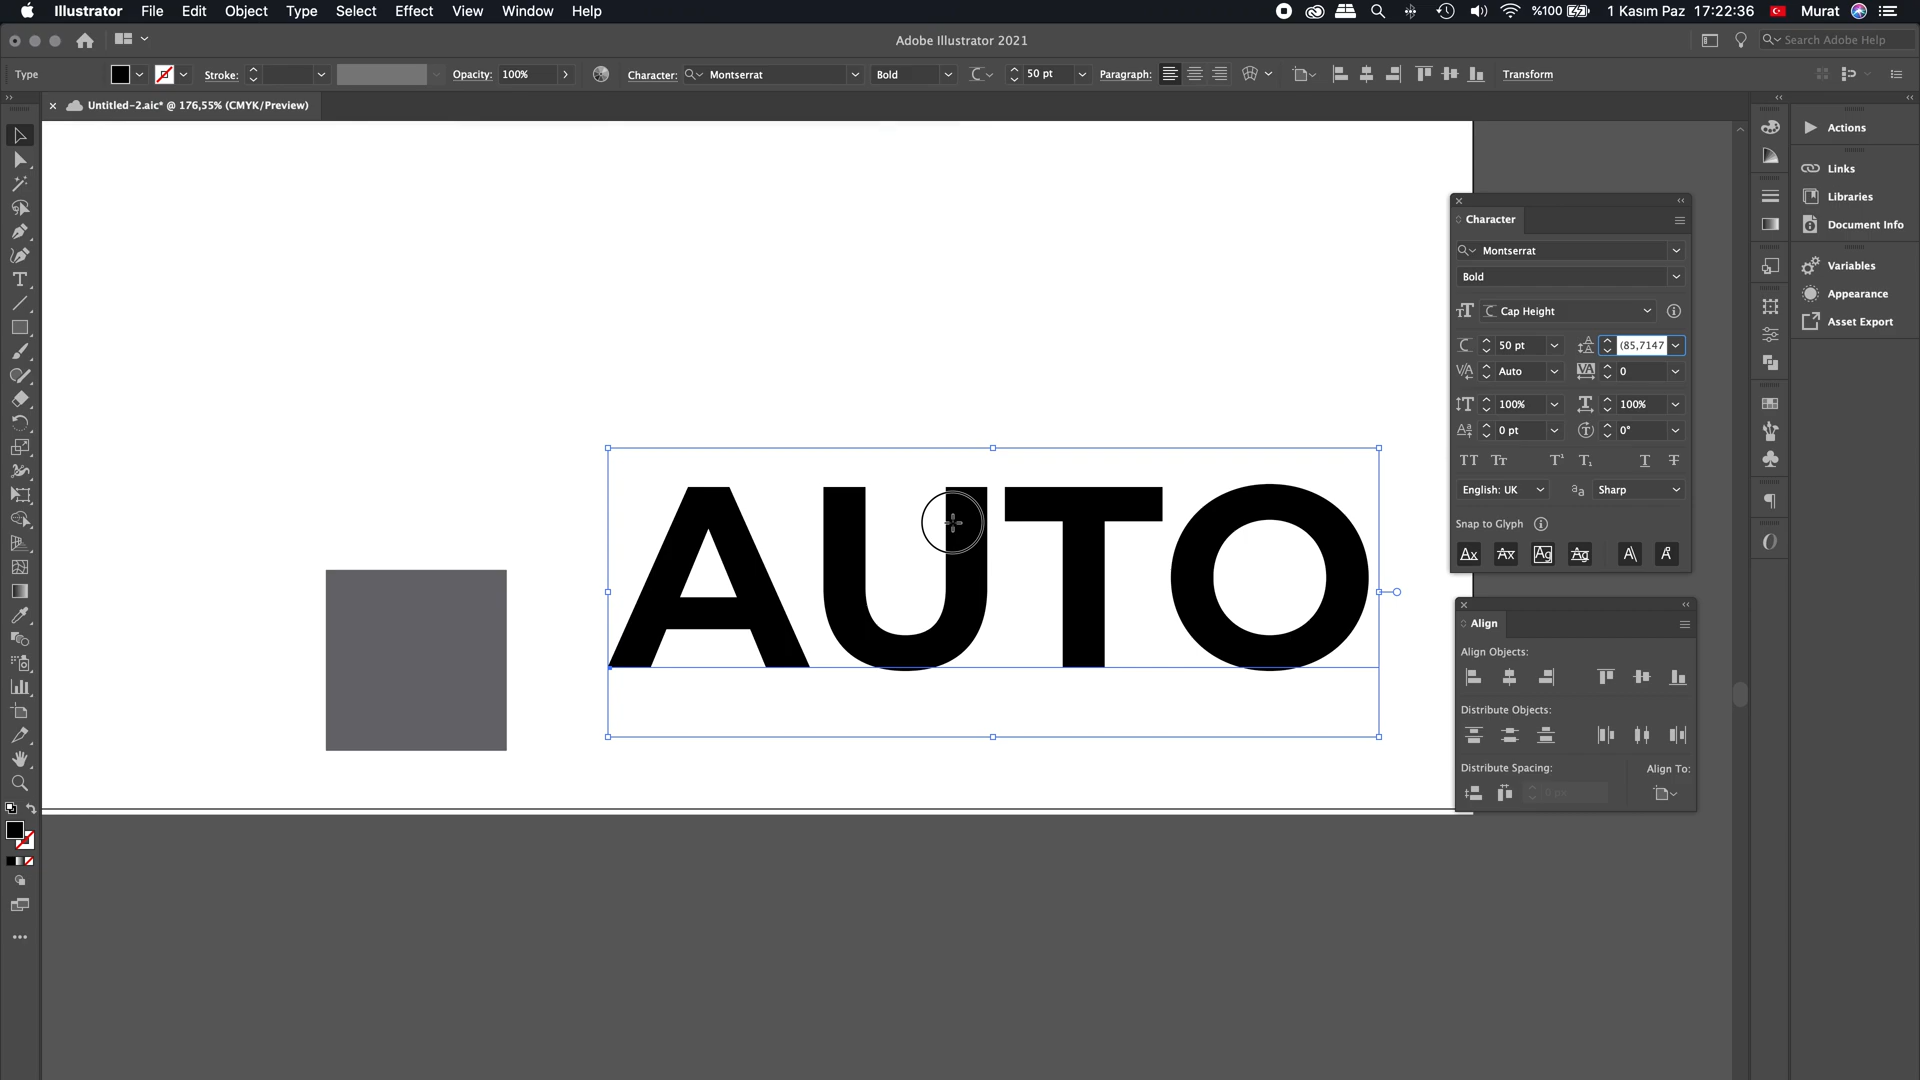 Illustrator File Edit Object Type Select Effect View Window Help
%100 1 Kasım Paz 17:22:36 Murat
Adobe Illustrator 2021
Search Adobe Help
Type Stroke: Opacity: 100% Character: Montserrat Bold 50 pt Paragraph: Transform
× Untitled-2.aic* @ 176,55% (CMYK/Preview)
Actions
Links
Libraries
Document Info
Variables
Appearance
Asset Export
Character
Montserrat
Bold
Cap Height
50 pt (85,7147
Auto 0
100% 100%
0 pt 0°
English: UK Sharp
Snap to Glyph
AUTO
Align
Align Objects:
Distribute Objects:
Distribute Spacing: Align To:
0 px